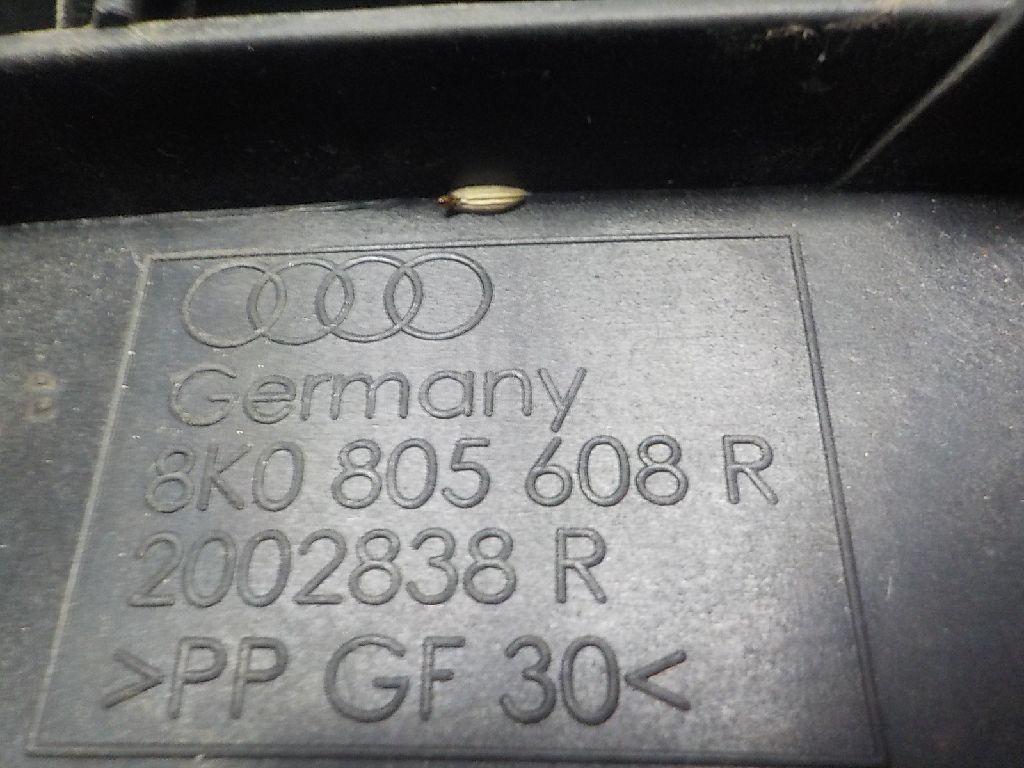 Germany
8K0 805 608 R
2002838 R
>PP GF 30<